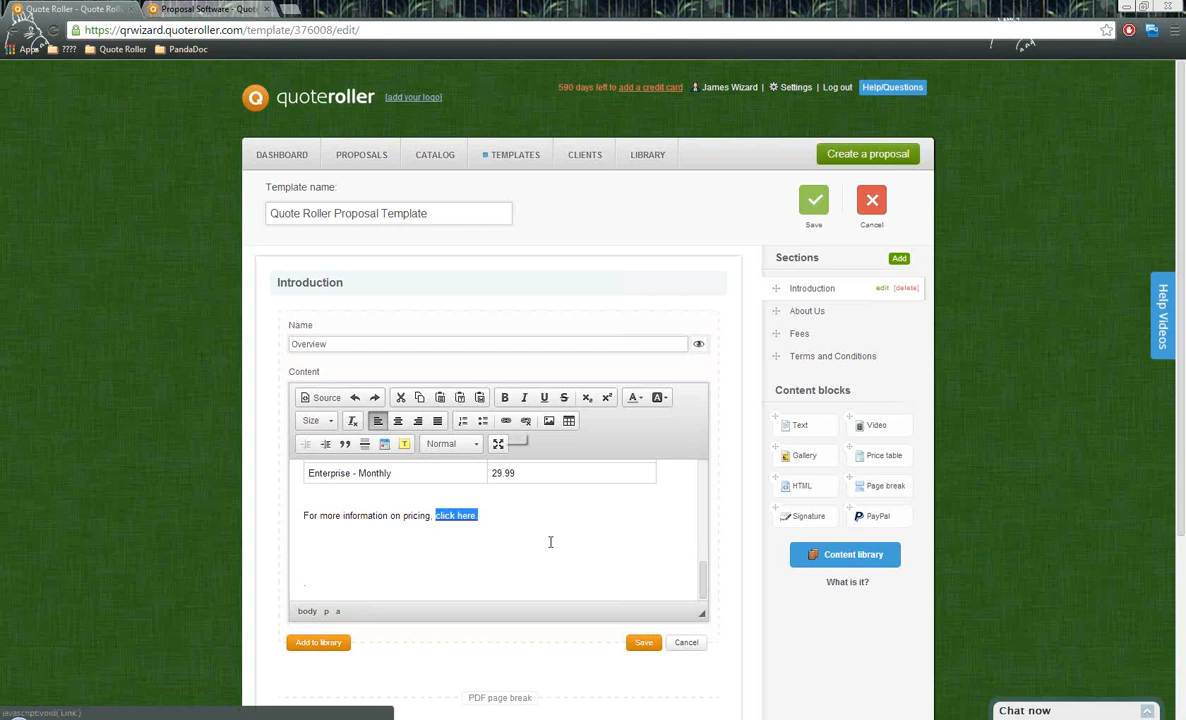 Quote Roller - Quote Rolle
Proposal Software - Quote
https://qrwizard.quoteroller.com/template/376008/edit/
Apps
????
Quote Roller
PandaDoc
Q quoteroller
[add your logo]
590 days left to add a credit card
James Wizard
Settings
Log out
Help/Questions
DASHBOARD
PROPOSALS
CATALOG
TEMPLATES
CLIENTS
LIBRARY
Create a proposal
Template name:
Quote Roller Proposal Template
Save
Cancel
Introduction
Name
Overview
Content
Source
B I U S x₂ x²
A A
Size
Normal
Enterprise - Monthly 29.99
For more information on pricing, click here.
body p a
Add to library
Save
Cancel
PDF page break
Sections
Add
Introduction
edit [delete]
About Us
Fees
Terms and Conditions
Content blocks
Text
Video
Gallery
Price table
HTML
Page break
Signature
PayPal
Content library
What is it?
Help Videos
javascript:void('Link')
Chat now